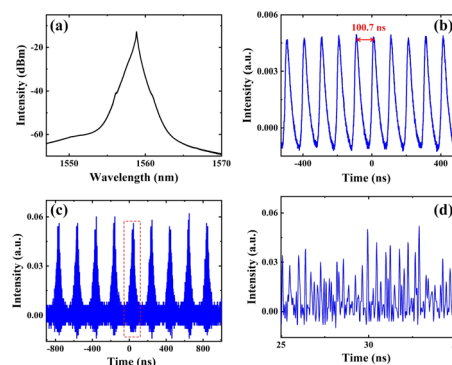 (a)
-20
-40
-60
Intensity (dBm)
1550
1560
1570
Wavelength (nm)
(b)
100.7 ns
0.006
0.003
0.000
Intensity (a.u.)
-400
0
400
Time (ns)
(c)
0.06
0.03
0.00
Intensity (a.u.)
-800
-400
0
400
800
Time (ns)
(d)
0.06
0.03
0.00
Intensity (a.u.)
25
30
Time (ns)